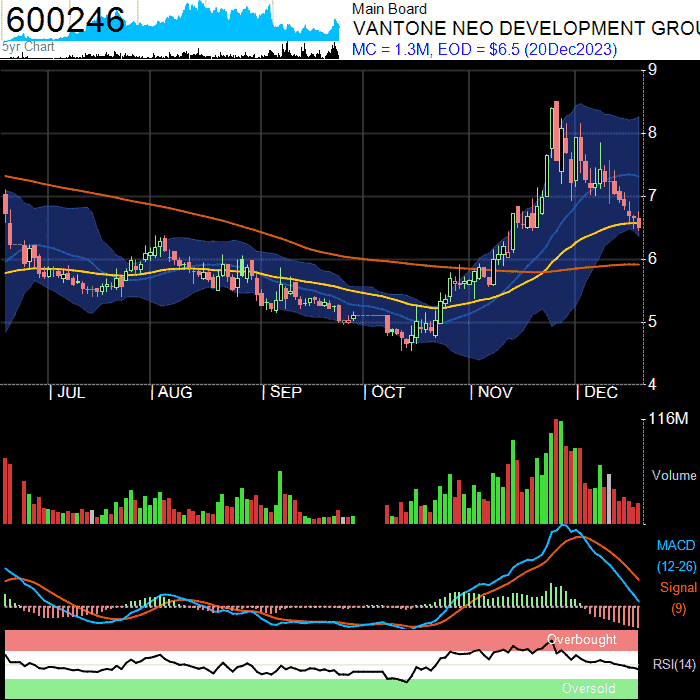 600246
5yr Chart
Main Board
VANTONE NEO DEVELOPMENT GROU
MC = 1.3M, EOD = $6.5 (20Dec2023)
9
8
7
6
5
4
| JUL | AUG | SEP | OCT | NOV | DEC
116M
Volume
MACD
(12-26)
Signal
(9)
Overbought
RSI(14)
Oversold